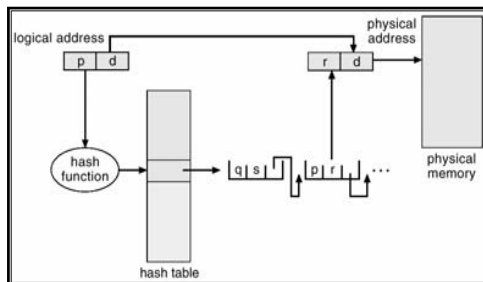 logical address
physical
address
p d
r d
hash
function
q s
p r
...
physical
memory
hash table